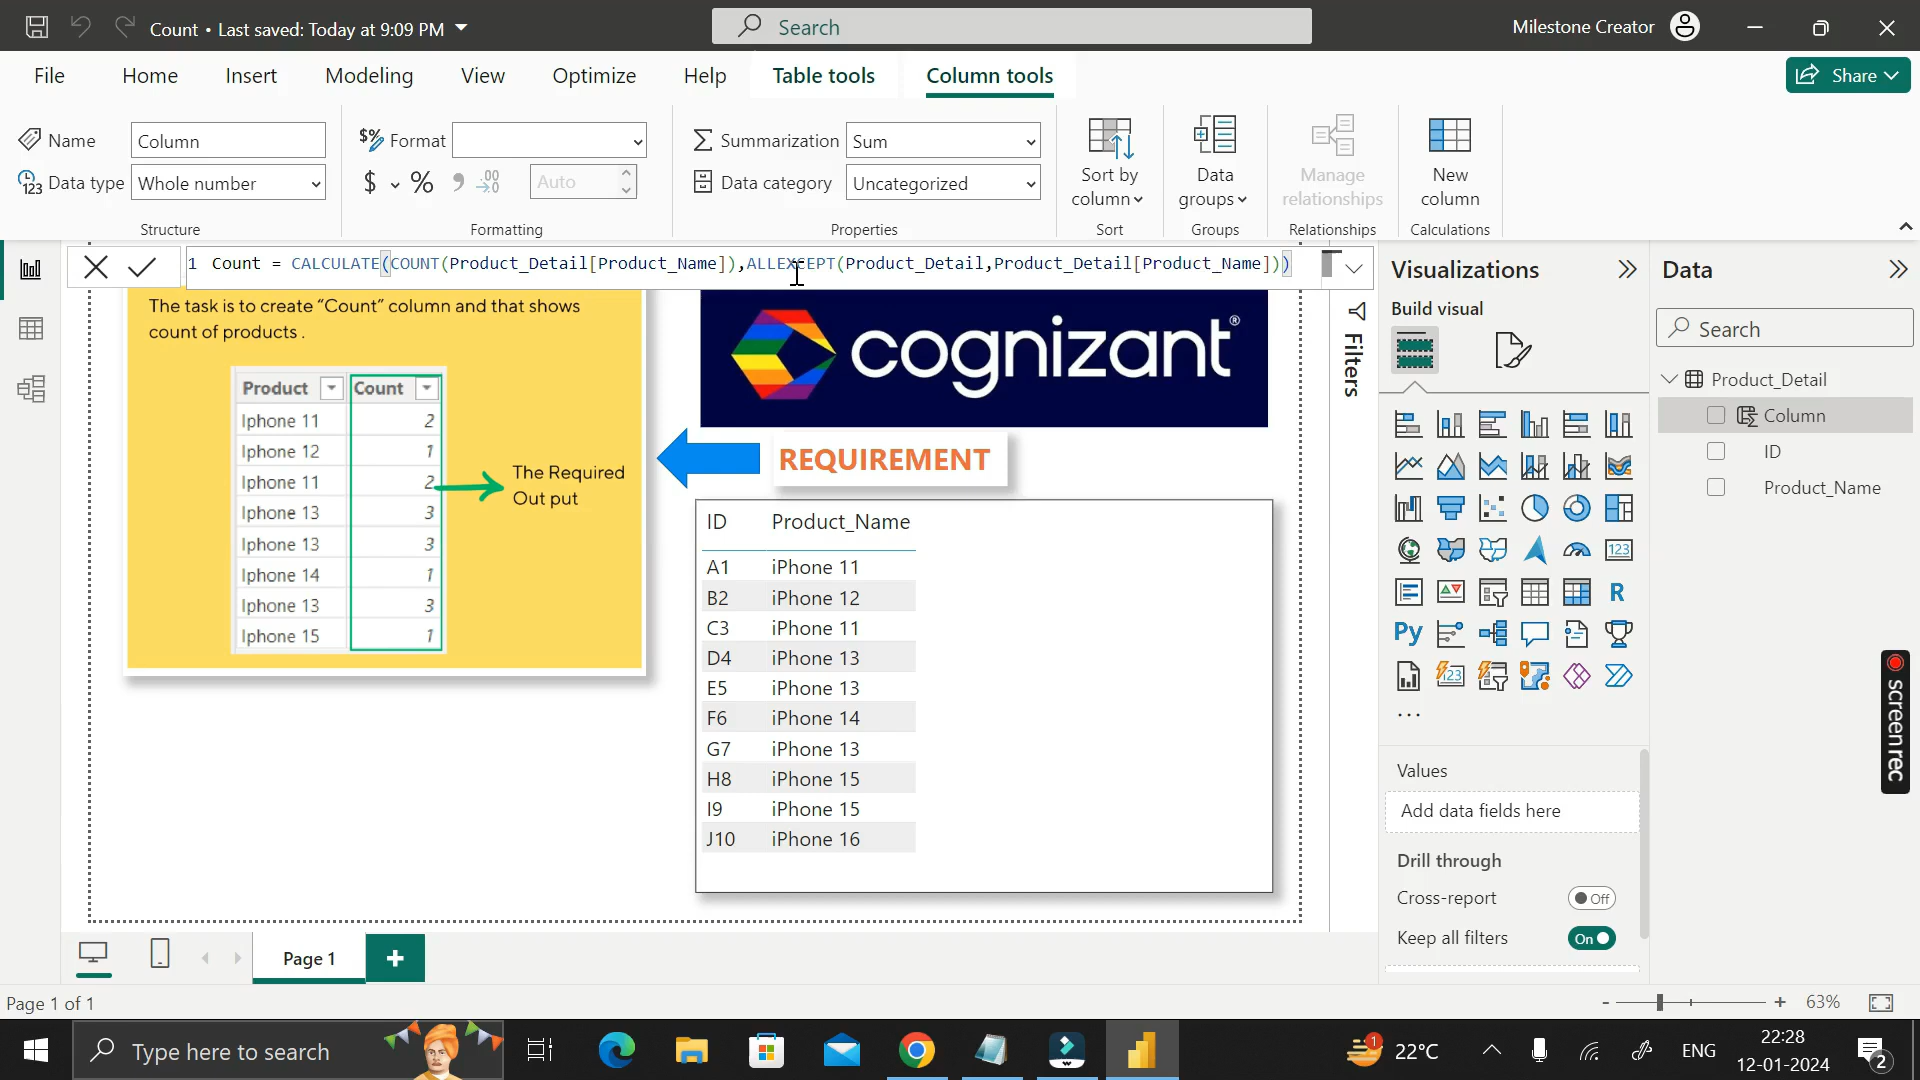 Count • Last saved: Today at 9:09 PM
Search
Milestone Creator
File Home Insert Modeling View Optimize Help Table tools Column tools
Share
Name Column
Data type Whole number
Structure
$% Format
$ % Auto
Formatting
Summarization Sum
Data category Uncategorized
Properties
Sort by
column
Sort
Data
groups
Groups
Manage
relationships
Relationships
New
column
Calculations
1 Count = CALCULATE(COUNT(Product_Detail[Product_Name]),ALLEXCEPT(Product_Detail,Product_Detail[Product_Name]))
The task is to create “Count” column and that shows
count of products .
Product Count
Iphone 11 2
Iphone 12 1
Iphone 11 2
Iphone 13 3
Iphone 13 3
Iphone 14 1
Iphone 13 3
Iphone 15 1
The Required
Out put
cognizant®
REQUIREMENT
ID Product_Name
A1 iPhone 11
B2 iPhone 12
C3 iPhone 11
D4 iPhone 13
E5 iPhone 13
F6 iPhone 14
G7 iPhone 13
H8 iPhone 15
I9 iPhone 15
J10 iPhone 16
Filters
Visualizations
Build visual
123
R
Py
123
...
Values
Add data fields here
Drill through
Cross-report Off
Keep all filters On
Data
Search
Product_Detail
Column
ID
Product_Name
screenrec
Page 1
Page 1 of 1
- + 63%
Type here to search
1
22°C
ENG
22:28
12-01-2024
2